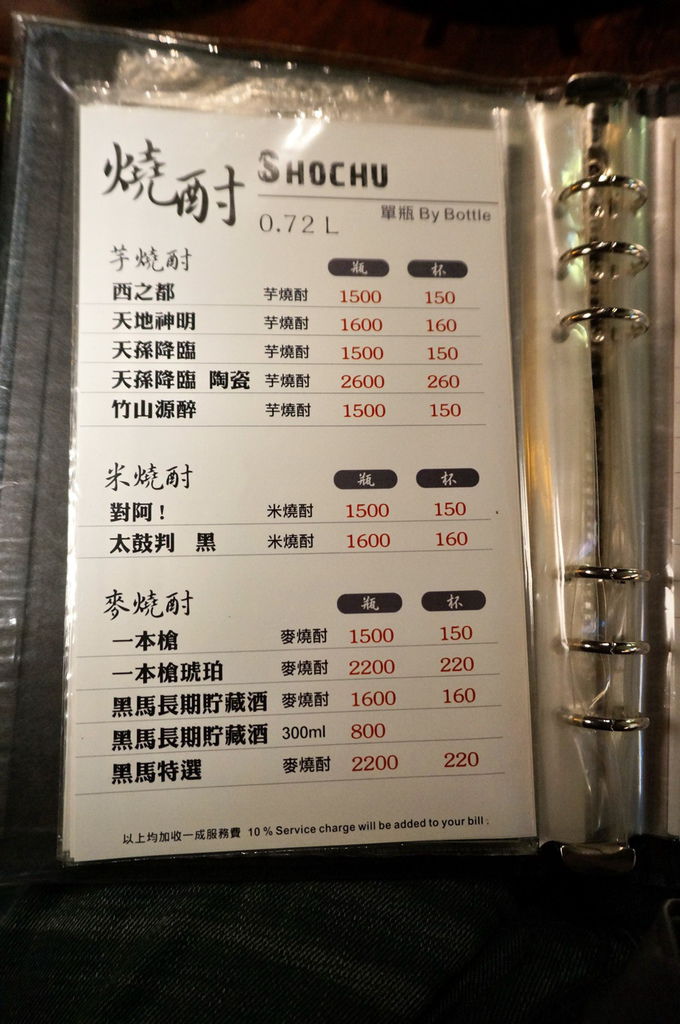 燒酎 SHOCHU
0.72 L 單瓶 By Bottle
芋燒酎 瓶 杯
西之都 芋燒酎 1500 150
天地神明 芋燒酎 1600 160
天孫降臨 芋燒酎 1500 150
天孫降臨 陶瓷 芋燒酎 2600 260
竹山源醉 芋燒酎 1500 150
米燒酎 瓶 杯
對阿! 米燒酎 1500 150
太鼓判 黑 米燒酎 1600 160
麥燒酎 瓶 杯
一本槍 麥燒酎 1500 150
一本槍琥珀 麥燒酎 2200 220
黑馬長期貯藏酒 麥燒酎 1600 160
黑馬長期貯藏酒 300ml 800
黑馬特選 麥燒酎 2200 220
以上均加收一成服務費 10% Service charge will be added to your bill .